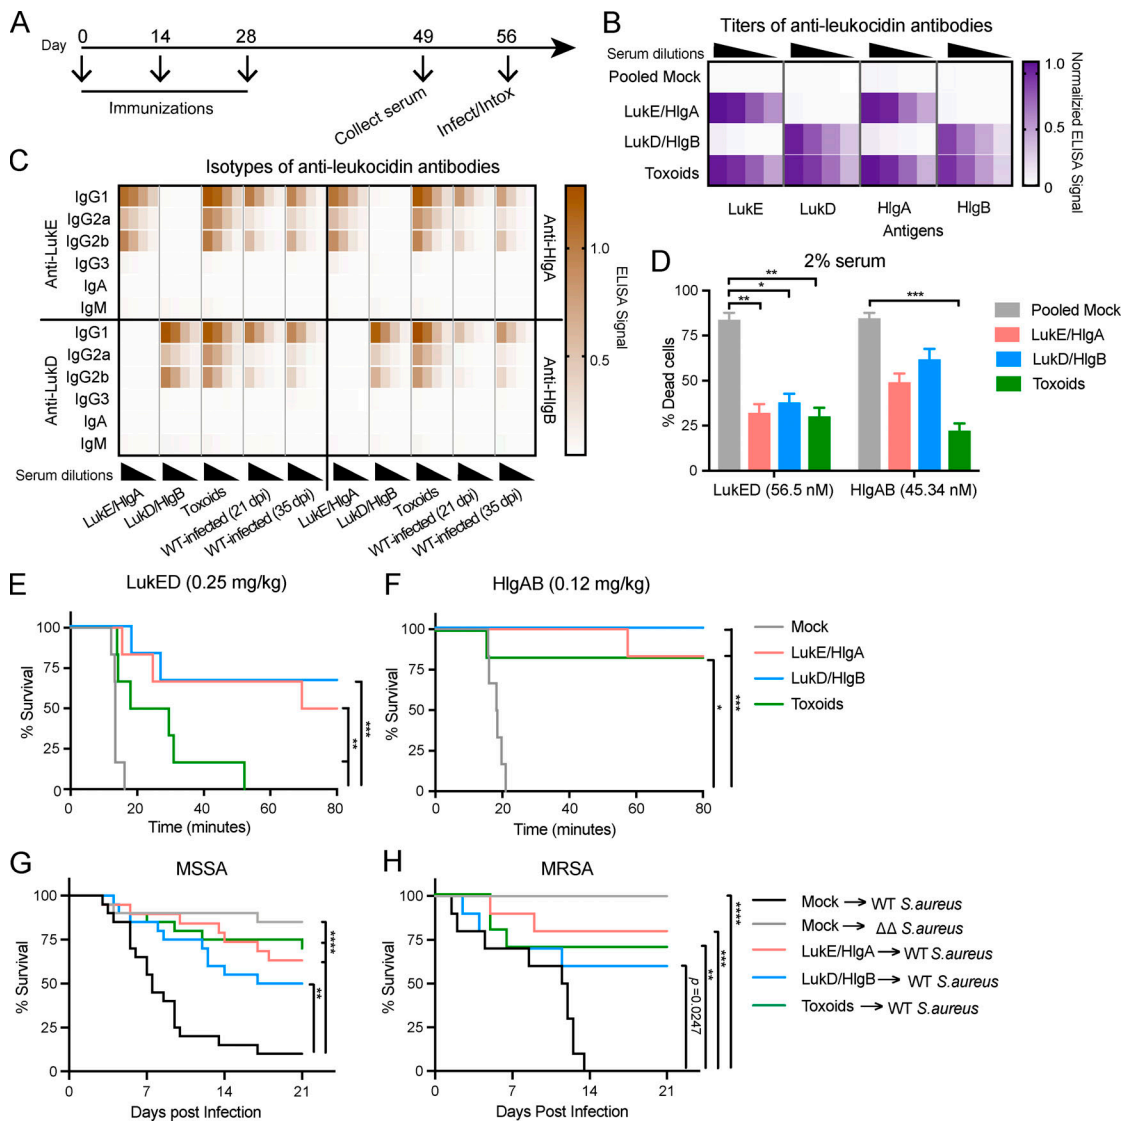 A
Day
0
14
28
49
56
Immunizations
Collect serum
Infect/Intox
B
Titers of anti-leukocidin antibodies
Serum dilutions
Pooled Mock
LukE/HlgA
LukD/HlgB
Toxoids
LukE
LukD
HlgA
HlgB
Antigens
1.0
0.5
0
Normailzied ELISA Signal
C
Isotypes of anti-leukocidin antibodies
Anti-LukE
IgG1
IgG2a
IgG2b
IgG3
IgA
IgM
Anti-HlgA
Anti-LukD
IgG1
IgG2a
IgG2b
IgG3
IgA
IgM
Anti-HlgB
1.0
0.5
ELISA Signal
Serum dilutions
LukE/HlgA
LukD/HlgB
Toxoids
WT-infected (21 dpi)
WT-infected (35 dpi)
LukE/HlgA
LukD/HlgB
Toxoids
WT-infected (21 dpi)
WT-infected (35 dpi)
D
2% serum
% Dead cells
100
75
50
25
0
**
*
**
***
LukED (56.5 nM)
HlgAB (45.34 nM)
Pooled Mock
LukE/HlgA
LukD/HlgB
Toxoids
E
LukED (0.25 mg/kg)
% Survival
100
75
50
25
0
0
20
40
60
80
Time (minutes)
**
***
F
HlgAB (0.12 mg/kg)
% Survival
100
75
50
25
0
0
20
40
60
80
Time (minutes)
*
***
Mock
LukE/HlgA
LukD/HlgB
Toxoids
G
MSSA
% Survival
100
75
50
25
0
0
7
14
21
Days post Infection
**
****
H
MRSA
% Survival
100
75
50
25
0
0
7
14
21
Days Post Infection
p =0.0247
**
***
****
Mock → WT S.aureus
Mock → ΔΔ S.aureus
LukE/HlgA → WT S.aureus
LukD/HlgB → WT S.aureus
Toxoids → WT S.aureus